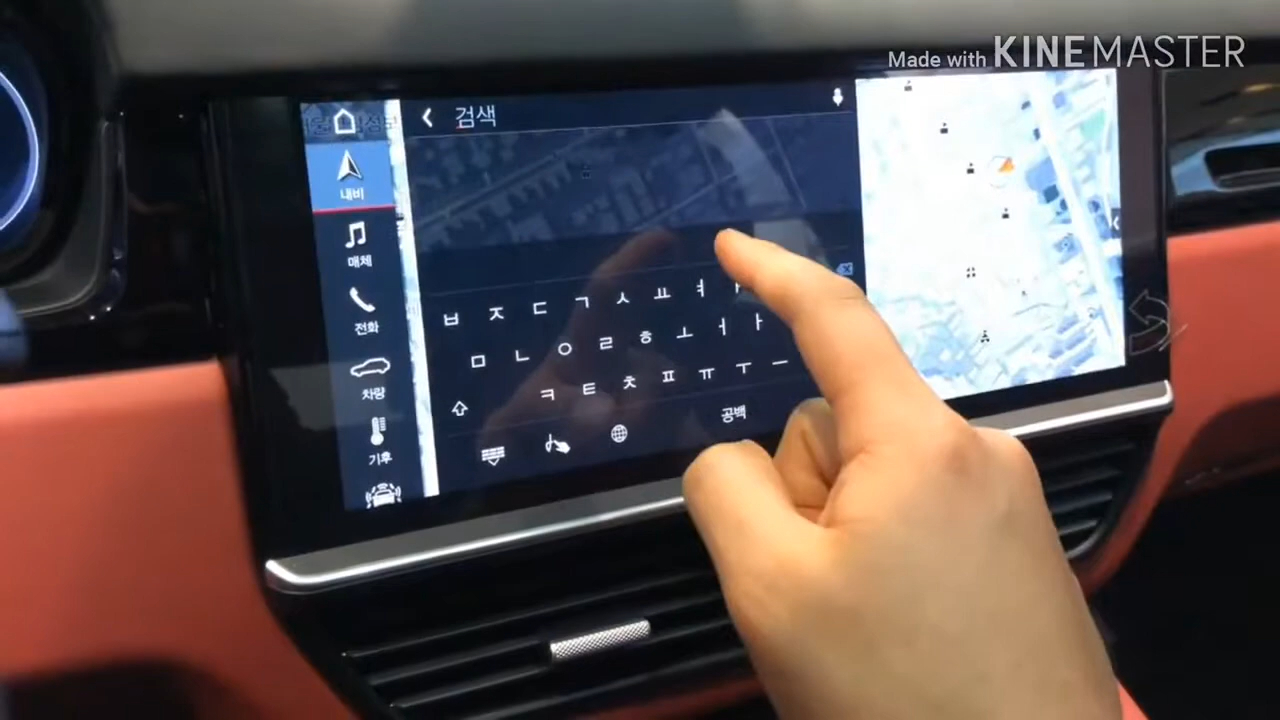 Made with KINEMASTER
검색
내비
매체
전화
차량
기후
ㅂ ㅈ ㄷ ㄱ ㅅ ㅛ ㅕ
ㅁ ㄴ ㅇ ㄹ ㅎ ㅗ ㅓ ㅏ
ㅋ ㅌ ㅊ ㅍ ㅠ ㅜ ㅡ
공백